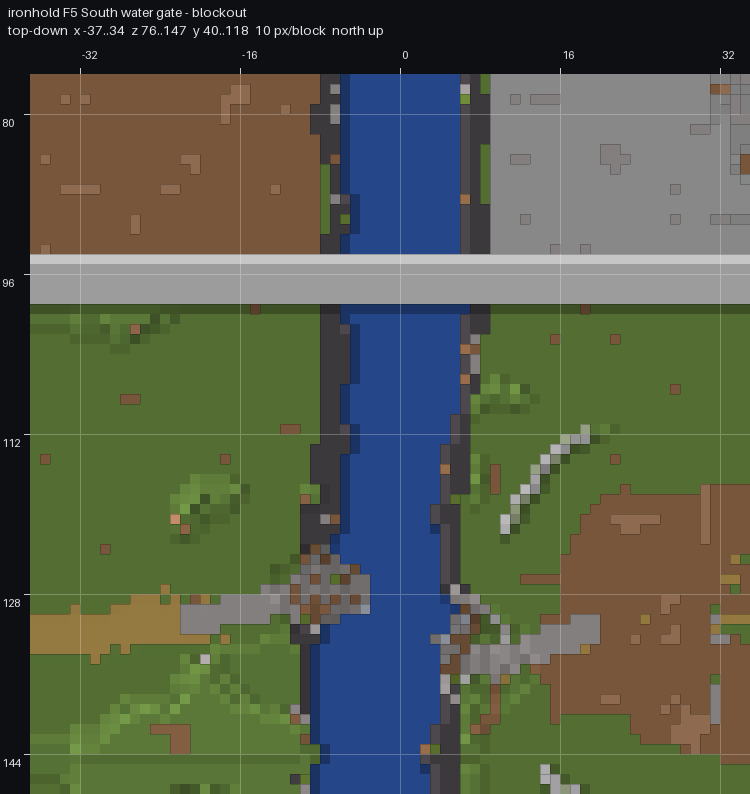 ironhold F5 South water gate - blockout
top-down x -37..34 z 76..147 y 40..118 10 px/block north up
-32 -16 0 16 32
80
96
112
128
144